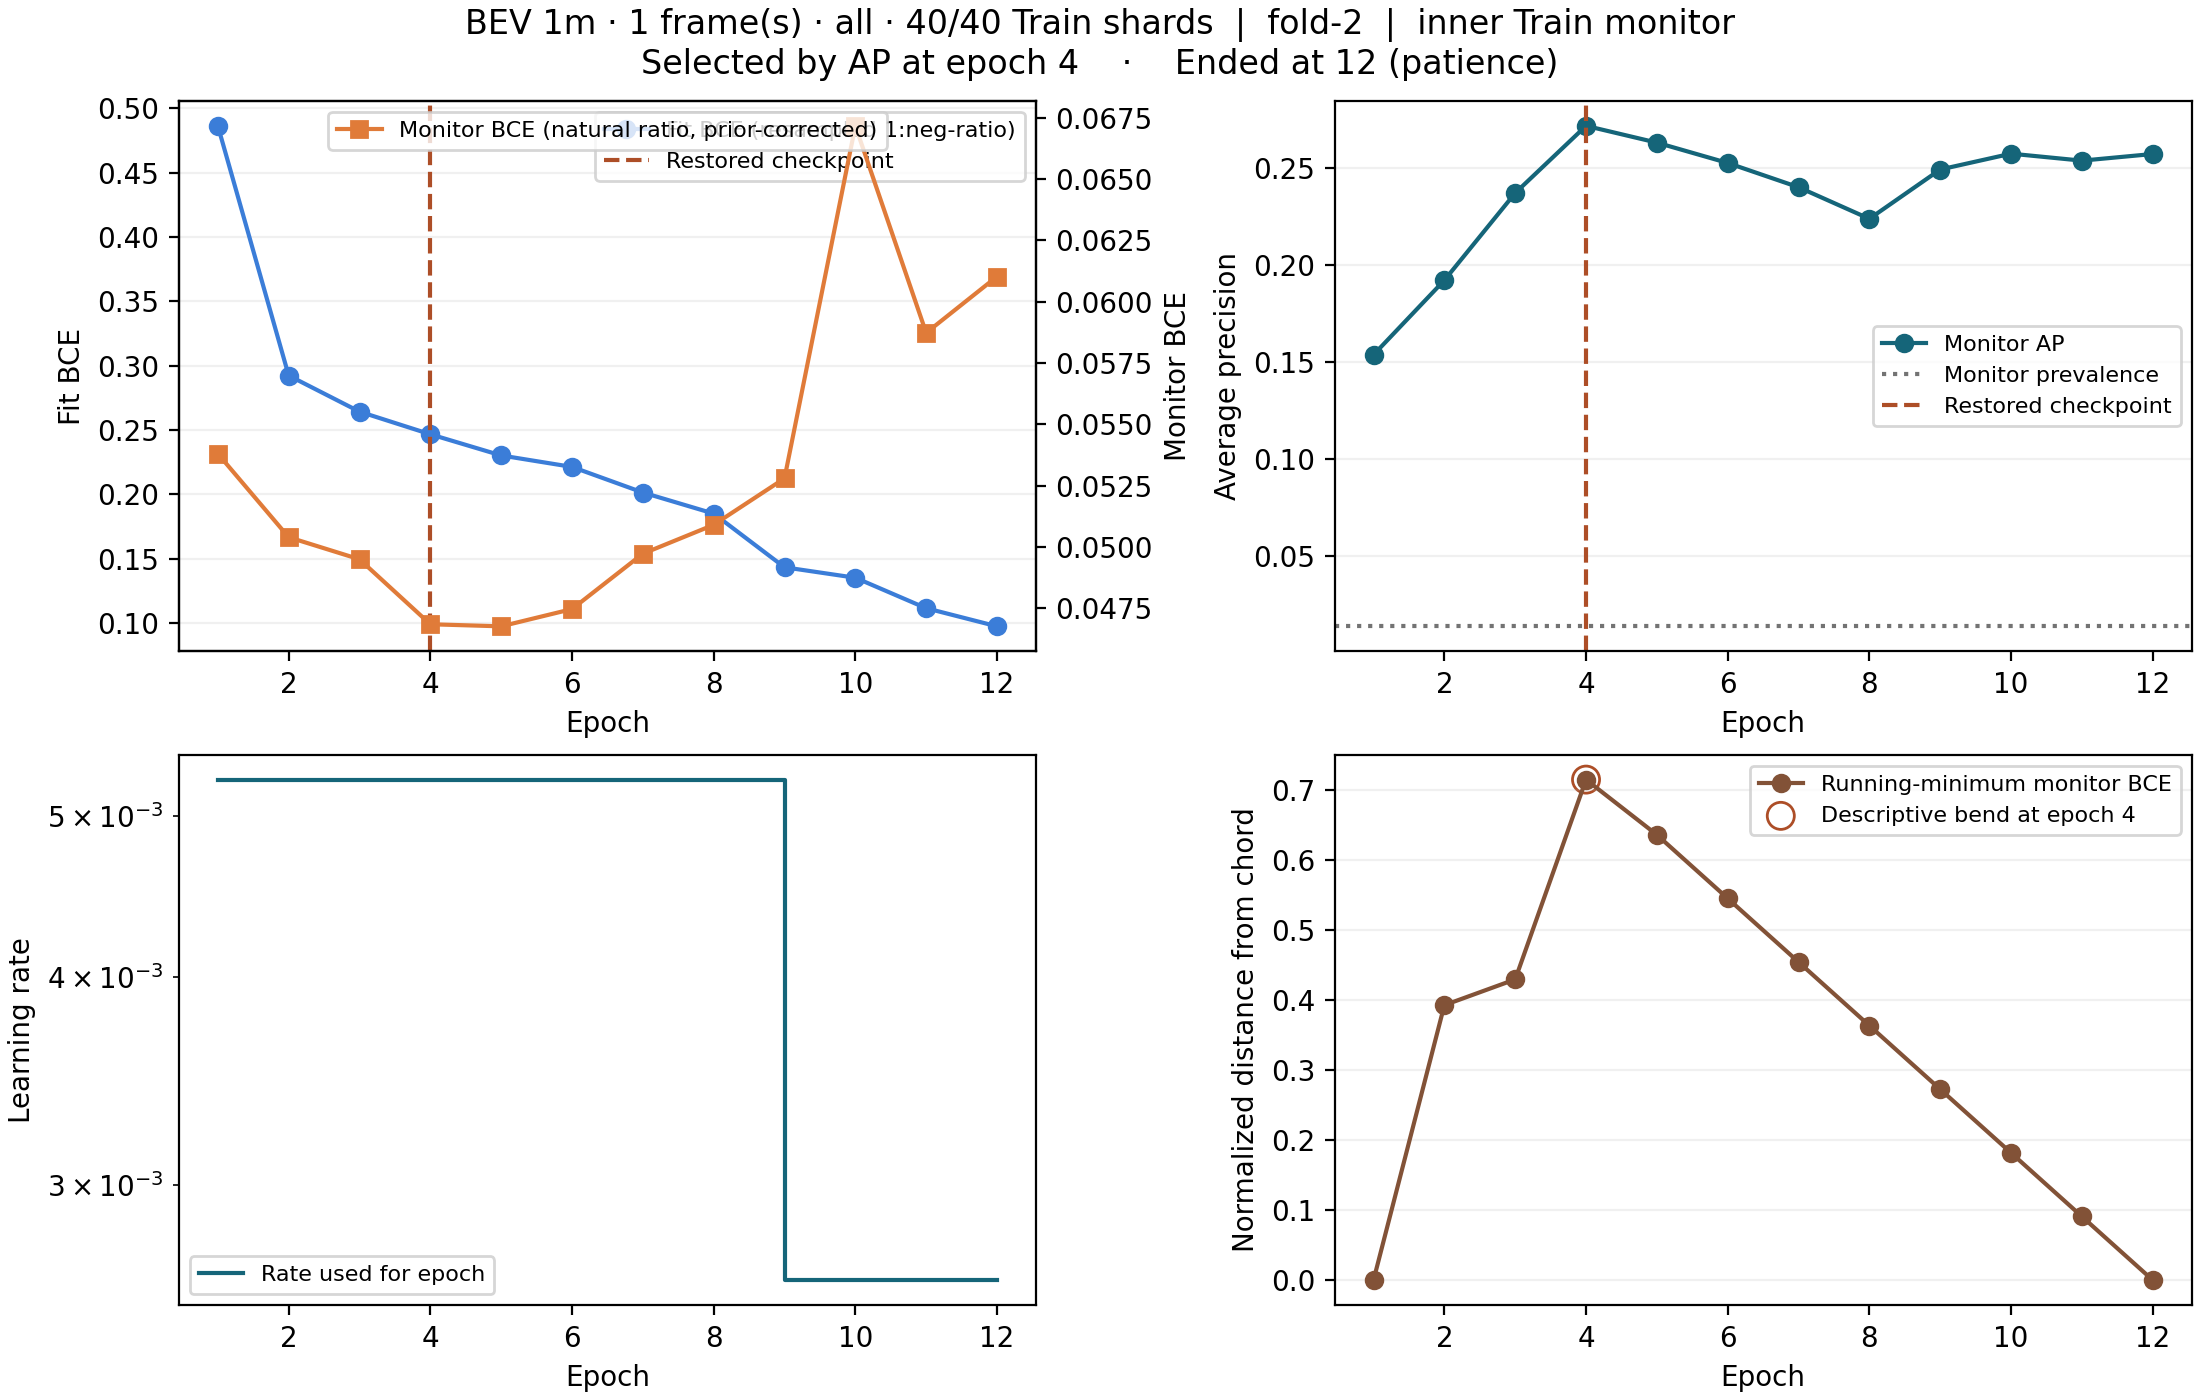 BEV 1m · 1 frame(s) · all · 40/40 Train shards | fold-2 | inner Train monitor
Selected by AP at epoch 4 · Ended at 12 (patience)
0.50
0.45
0.40
0.35
0.30
0.25
0.20
0.15
0.10
Fit BCE
Monitor BCE (natural ratio, prior-corrected)
1:neg-ratio)
Restored checkpoint
0.0675
0.0650
0.0625
0.0600
0.0575
0.0550
0.0525
0.0500
0.0475
Monitor BCE
2 4 6 8 10 12
Epoch
0.25
0.20
0.15
0.10
0.05
Average precision
Monitor AP
Monitor prevalence
Restored checkpoint
2 4 6 8 10 12
Epoch
5 × 10⁻³
4 × 10⁻³
3 × 10⁻³
Learning rate
Rate used for epoch
2 4 6 8 10 12
Epoch
0.7
0.6
0.5
0.4
0.3
0.2
0.1
0.0
Normalized distance from chord
Running-minimum monitor BCE
Descriptive bend at epoch 4
2 4 6 8 10 12
Epoch